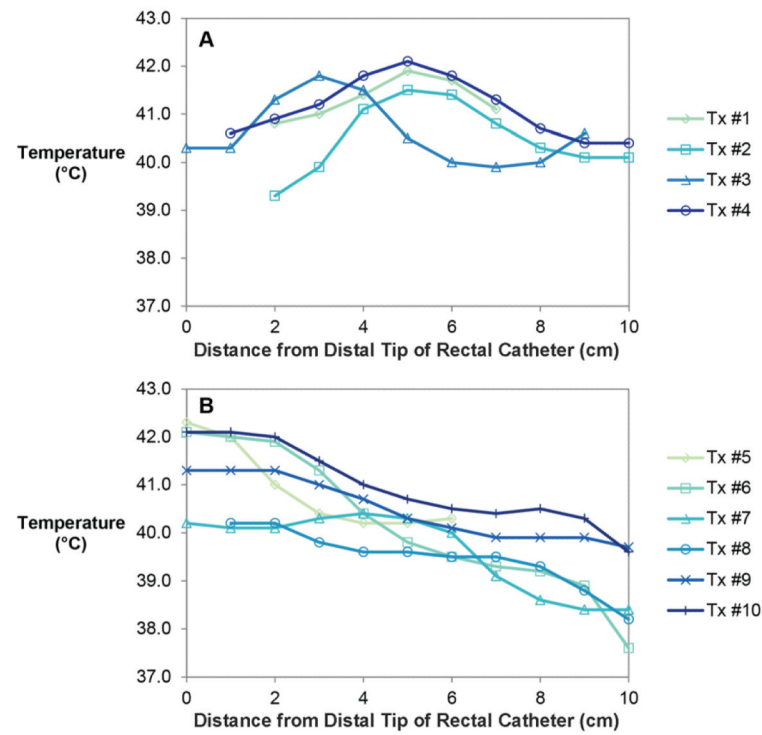 A
43.0
42.0
41.0
40.0
39.0
38.0
37.0
Temperature
(°C)
0 2 4 6 8 10
Distance from Distal Tip of Rectal Catheter (cm)
Tx #1
Tx #2
Tx #3
Tx #4
B
43.0
42.0
41.0
40.0
39.0
38.0
37.0
Temperature
(°C)
0 2 4 6 8 10
Distance from Distal Tip of Rectal Catheter (cm)
Tx #5
Tx #6
Tx #7
Tx #8
Tx #9
Tx #10